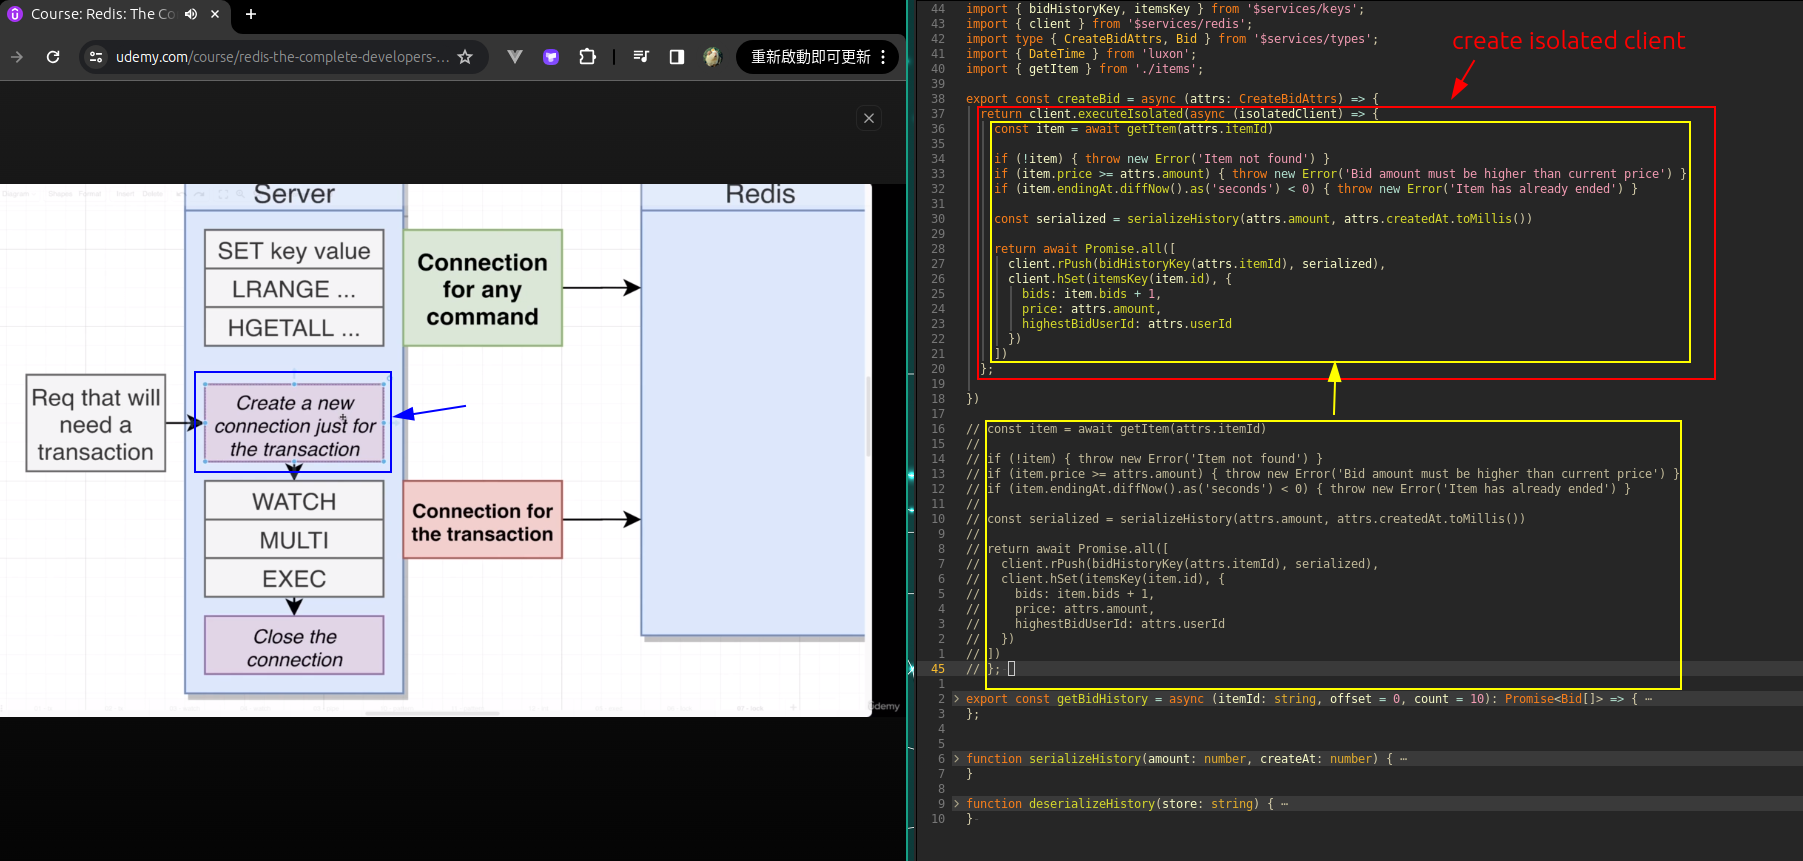 Course: Redis: The Co
udemy.com/course/redis-the-complete-developers-...
重新啟動即可更新
Server
Redis
SET key value
LRANGE ...
HGETALL ...
Connection
for any
command
Req that will
need a
transaction
Create a new
connection just for
the transaction
WATCH
MULTI
EXEC
Connection for
the transaction
Close the
connection
udemy
create isolated client
44 import { bidHistoryKey, itemsKey } from '$services/keys';
43 import { client } from '$services/redis';
42 import type { CreateBidAttrs, Bid } from '$services/types';
41 import { DateTime } from 'luxon';
40 import { getItem } from './items';
39
38 export const createBid = async (attrs: CreateBidAttrs) => {
37 return client.executeIsolated(async (isolatedClient) => {
36 const item = await getItem(attrs.itemId)
35
34 if (!item) { throw new Error('Item not found') }
33 if (item.price >= attrs.amount) { throw new Error('Bid amount must be higher than current price') }
32 if (item.endingAt.diffNow().as('seconds') < 0) { throw new Error('Item has already ended') }
31
30 const serialized = serializeHistory(attrs.amount, attrs.createdAt.toMillis())
29
28 return await Promise.all([
27 client.rPush(bidHistoryKey(attrs.itemId), serialized),
26 client.hSet(itemsKey(item.id), {
25 bids: item.bids + 1,
24 price: attrs.amount,
23 highestBidUserId: attrs.userId
22 })
21 ])
20 };
19
18 })
17
16 // const item = await getItem(attrs.itemId)
15 //
14 // if (!item) { throw new Error('Item not found') }
13 // if (item.price >= attrs.amount) { throw new Error('Bid amount must be higher than current price') }
12 // if (item.endingAt.diffNow().as('seconds') < 0) { throw new Error('Item has already ended') }
11 //
10 // const serialized = serializeHistory(attrs.amount, attrs.createdAt.toMillis())
9 //
8 // return await Promise.all([
7 // client.rPush(bidHistoryKey(attrs.itemId), serialized),
6 // client.hSet(itemsKey(item.id), {
5 // bids: item.bids + 1,
4 // price: attrs.amount,
3 // highestBidUserId: attrs.userId
2 // })
1 // ])
45 // };
1
2 > export const getBidHistory = async (itemId: string, offset = 0, count = 10): Promise<Bid[]> => { ⋯
3 };
4
5
6 > function serializeHistory(amount: number, createAt: number) { ⋯
7 }
8
9 > function deserializeHistory(store: string) { ⋯
10 }